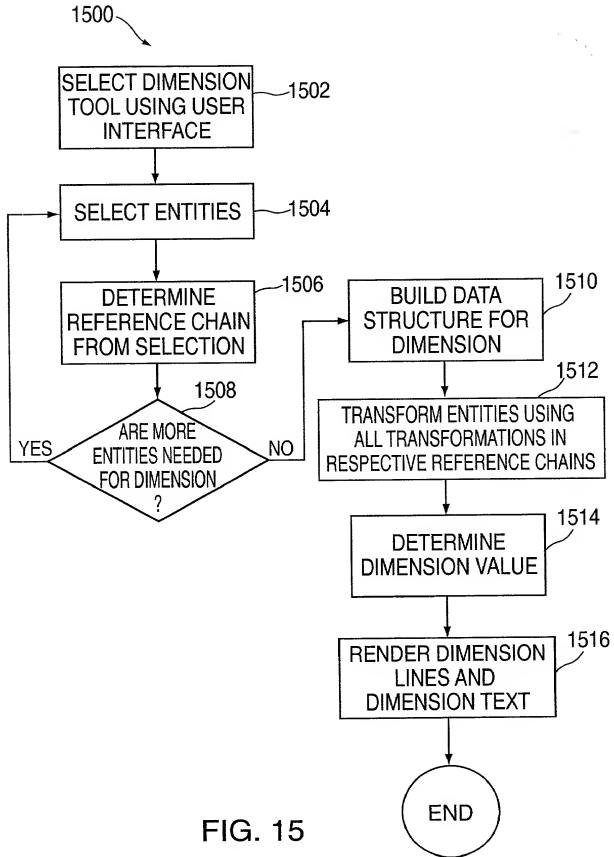 1500
SELECT DIMENSION
TOOL USING USER
INTERFACE
1502
SELECT ENTITIES
1504
DETERMINE
REFERENCE CHAIN
FROM SELECTION
1506
1508
ARE MORE
ENTITIES NEEDED
FOR DIMENSION
?
YES
NO
BUILD DATA
STRUCTURE FOR
DIMENSION
1510
1512
TRANSFORM ENTITIES USING
ALL TRANSFORMATIONS IN
RESPECTIVE REFERENCE CHAINS
1514
DETERMINE
DIMENSION VALUE
1516
RENDER DIMENSION
LINES AND
DIMENSION TEXT
END
FIG. 15